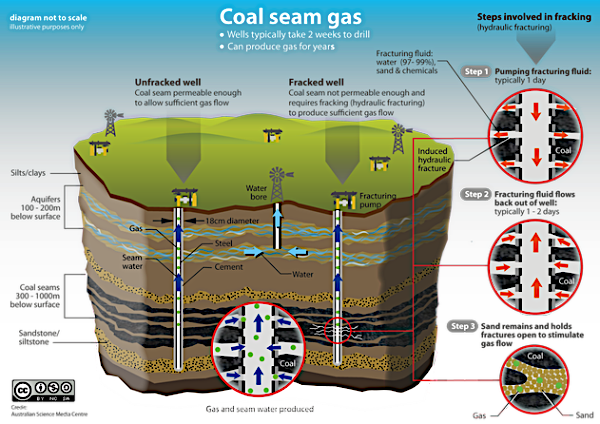 diagram not to scale
illustrative purposes only
Coal seam gas
• Wells typically take 2 weeks to drill
• Can produce gas for years
Steps involved in fracking
(hydraulic fracturing)
Unfracked well
Coal seam permeable enough
to allow sufficient gas flow
Fracked well
Coal seam not permeable enough and
requires fracking (hydraulic fracturing)
to produce sufficient gas flow
Fracturing fluid:
water (97- 99%),
sand & chemicals
Step 1
Pumping fracturing fluid:
typically 1 day
Coal
Induced
hydraulic
fracture
Silts/clays
Aquifers
100 - 200m
below surface
Coal seams
300 - 1000m
below surface
Sandstone/
siltstone
Water
bore
Fracturing
pump
18cm diameter
Gas
Steel
Seam
water
Cement
Water
Coal
Gas and seam water produced
Step 2
Fracturing fluid flows
back out of well:
typically 1 - 2 days
Step 3
Sand remains and holds
fractures open to stimulate
gas flow
Coal
Gas
Sand
cc
BY NC SA
Credit:
Australian Science Media Centre